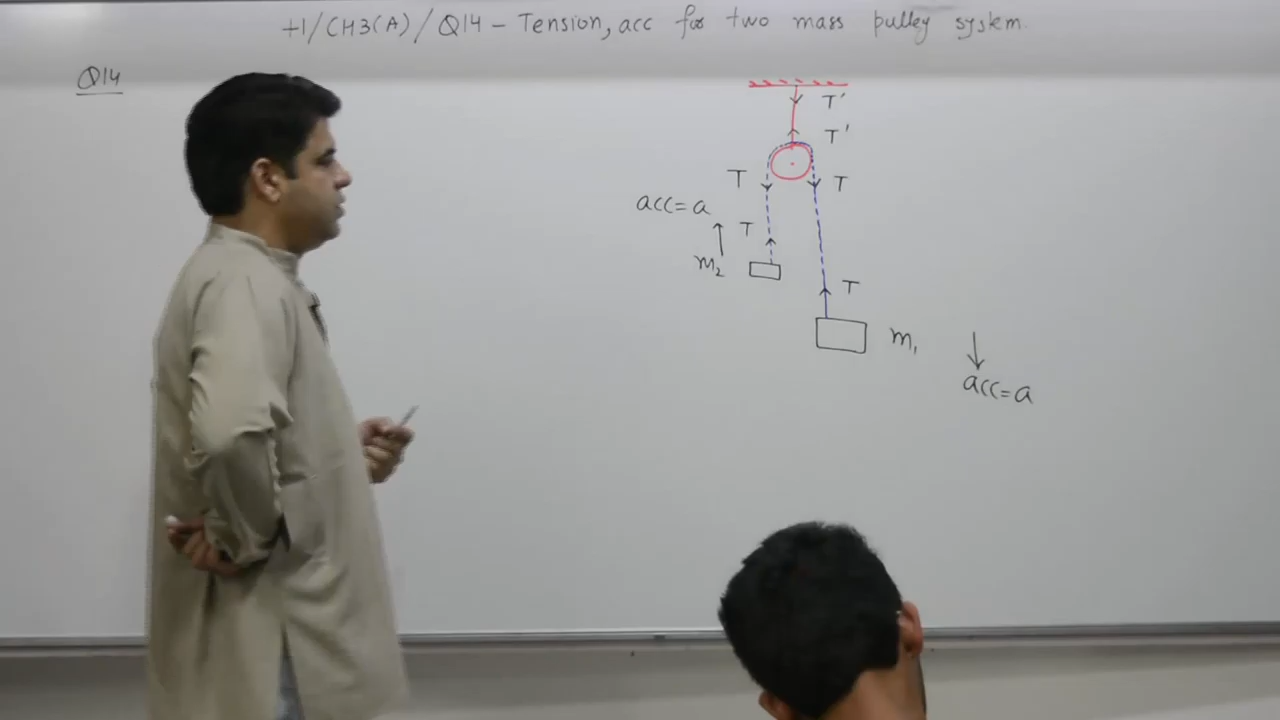 +1/CH3(A)/Q14 - Tension, acc for two mass pulley system
Q14
T'
T'
T
T
acc=a
T
m₂
T
m₁
acc=a